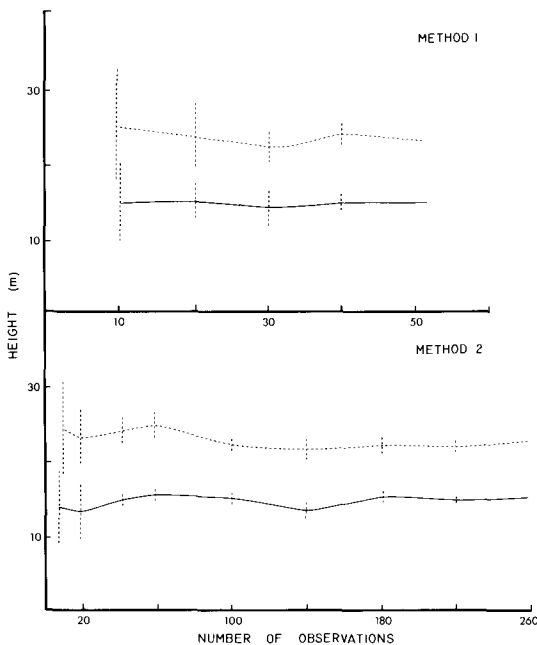 METHOD 1
30
10
10 30 50
HEIGHT (m)
METHOD 2
30
10
20 100 180 260
NUMBER OF OBSERVATIONS